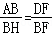 AB/BH = DF/BF